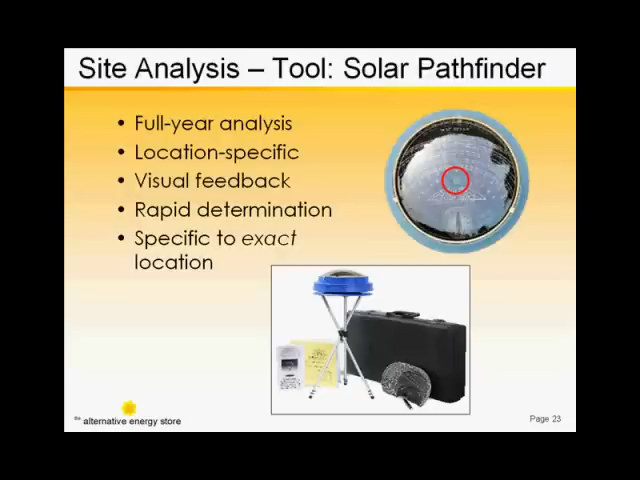 Site Analysis – Tool: Solar Pathfinder
• Full-year analysis
• Location-specific
• Visual feedback
• Rapid determination
• Specific to exact
location
the alternative energy store
Page 23